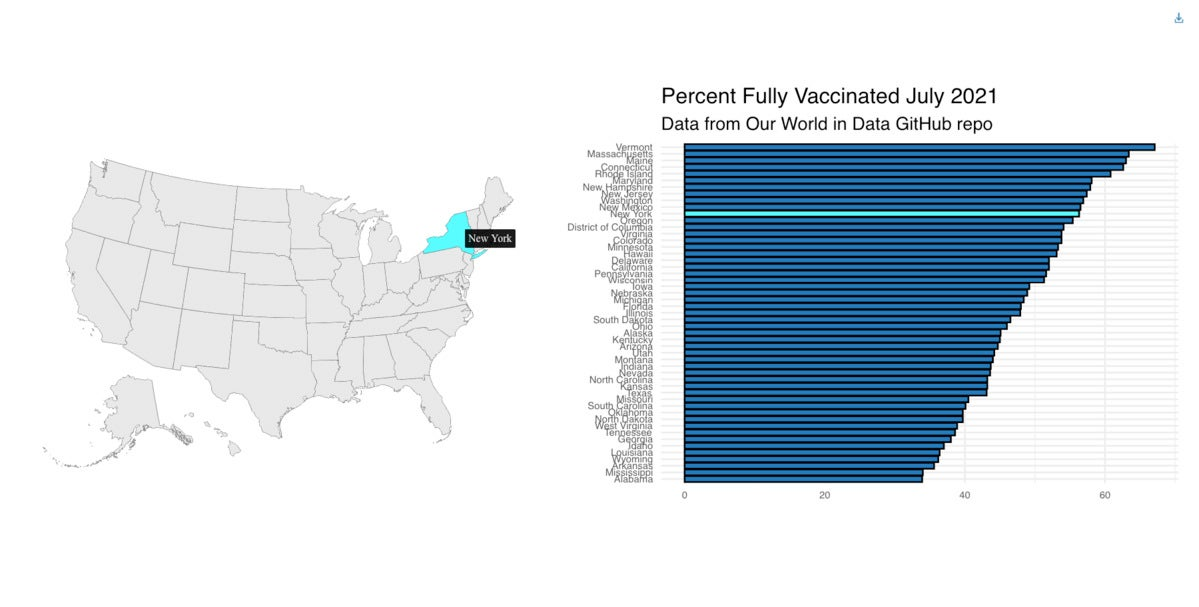 Percent Fully Vaccinated July 2021
Data from Our World in Data GitHub repo
New York
Vermont
Massachusetts
Maine
Connecticut
Rhode Island
Maryland
New Hampshire
New Jersey
Washington
New Mexico
New York
Oregon
District of Columbia
Virginia
Colorado
Minnesota
Hawaii
Delaware
California
Pennsylvania
Wisconsin
Iowa
Nebraska
Michigan
Florida
Illinois
South Dakota
Ohio
Alaska
Kentucky
Arizona
Utah
Montana
Indiana
Nevada
North Carolina
Kansas
Texas
Missouri
South Carolina
Oklahoma
North Dakota
West Virginia
Tennessee
Georgia
Idaho
Louisiana
Wyoming
Arkansas
Mississippi
Alabama
0 20 40 60